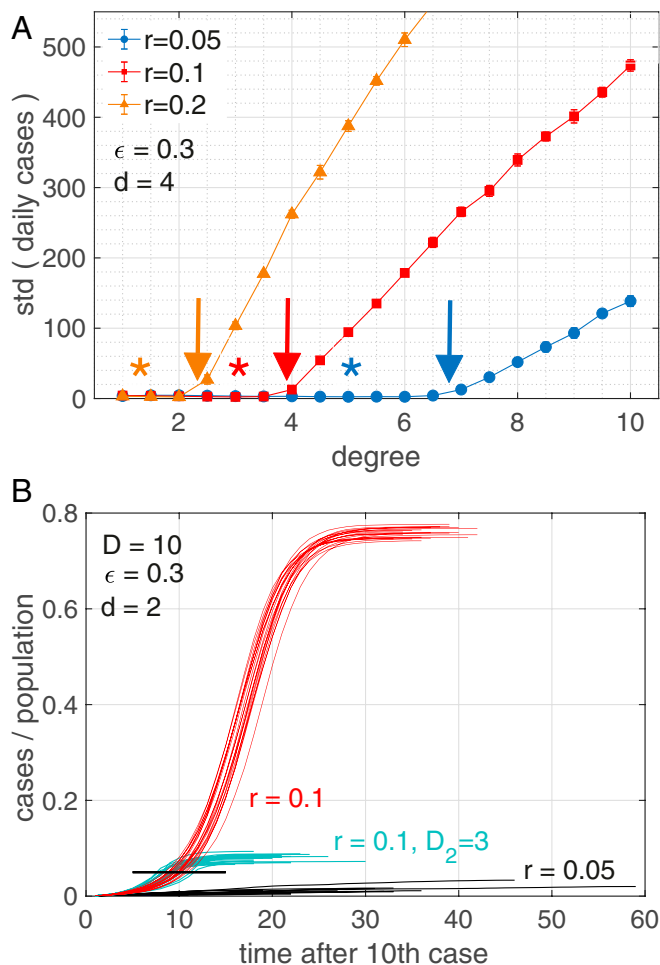 A
500
400
300
200
100
0
std ( daily cases )
r=0.05
r=0.1
r=0.2
ϵ = 0.3
d = 4
*
*
*
2
4
6
8
10
degree
B
0.8
0.6
0.4
0.2
0
cases / population
D = 10
ϵ = 0.3
d = 2
r = 0.1
r = 0.1, D₂=3
r = 0.05
0
10
20
30
40
50
60
time after 10th case